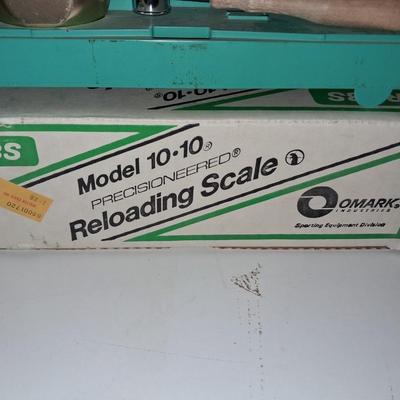 Model 10•10®
PRECISIONEERED®
Reloading Scale
OMARK®
INDUSTRIES
Sporting Equipment Division